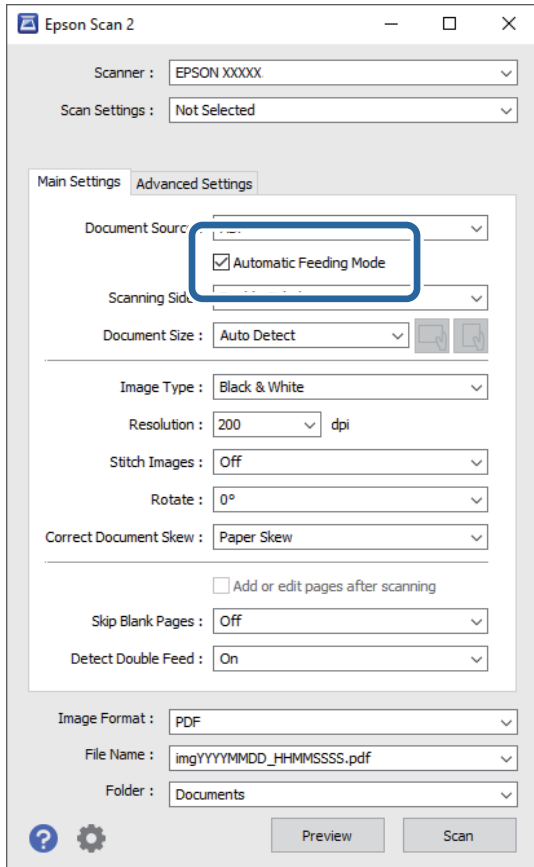 Epson Scan 2
Scanner : EPSON XXXXX
Scan Settings : Not Selected
Main Settings Advanced Settings
Document
Automatic Feeding Mode
Scanning
Document Size : Auto Detect
Image Type : Black & White
Resolution : 200 dpi
Stitch Images : Off
Rotate : 0°
Correct Document Skew : Paper Skew
Add or edit pages after scanning
Skip Blank Pages : Off
Detect Double Feed : On
Image Format : PDF
File Name : imgYYYYMMDD_HHMMSSSS.pdf
Folder : Documents
? Preview Scan